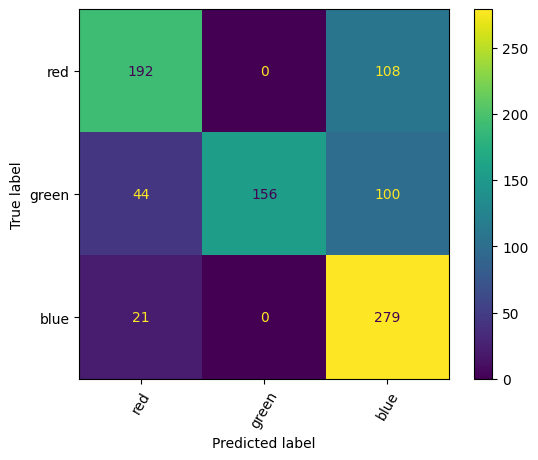 red 192 0 108
green 44 156 100
blue 21 0 279
True label
red green blue
Predicted label
250
200
150
100
50
0